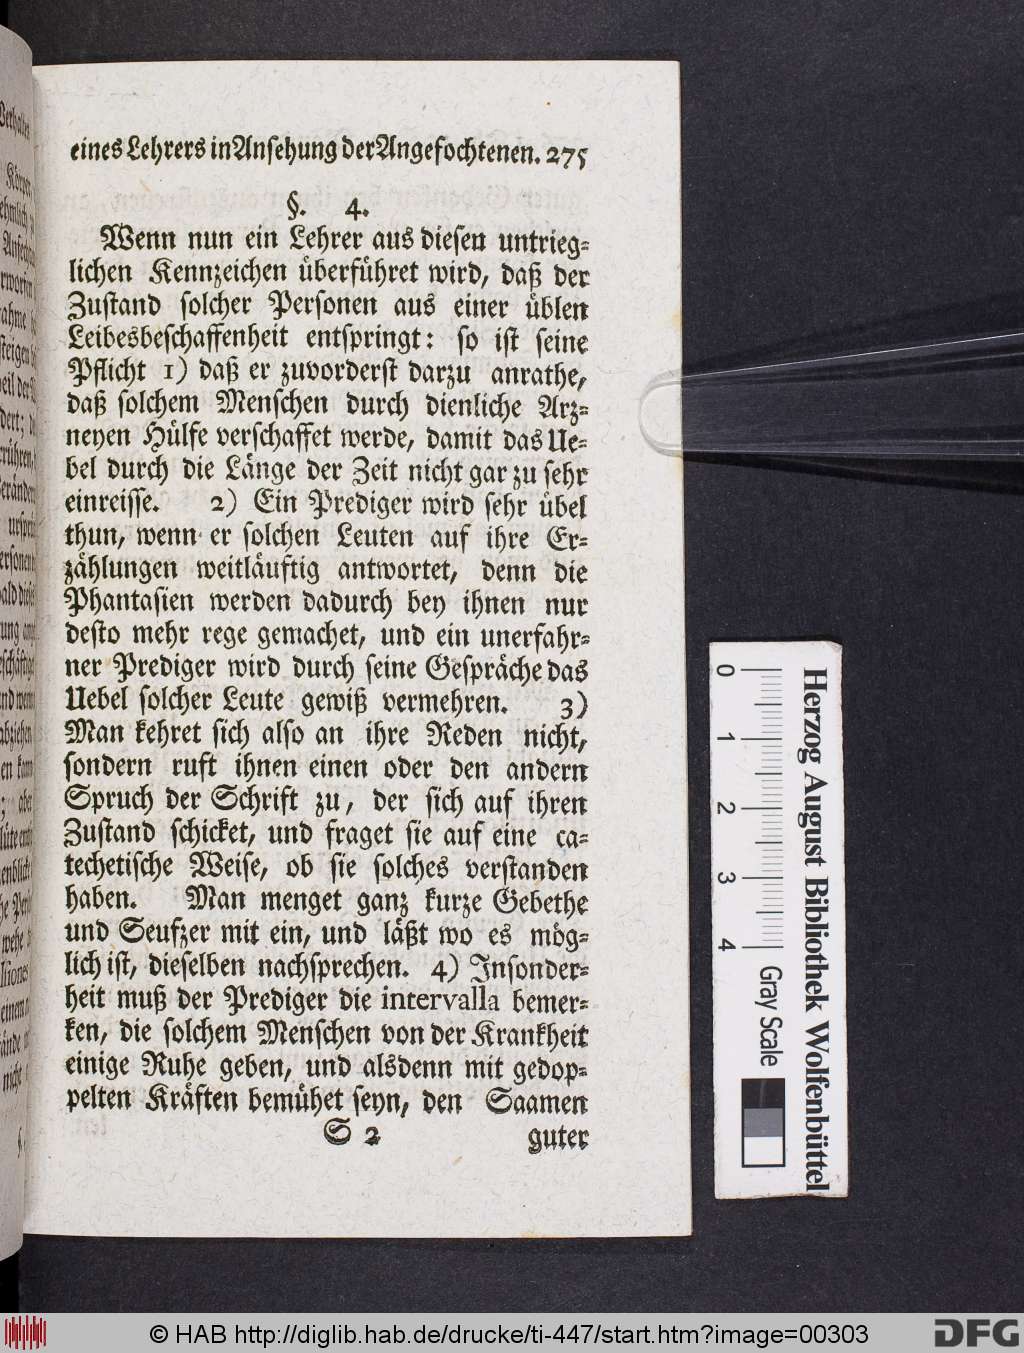 eines Lehrers in Ansehung der Angefochtenen. 275
§. 4.
Wenn nun ein Lehrer aus diesen untrieg-
lichen Kennzeichen überführet wird, daß der
Zustand solcher Personen aus einer üblen
Leibesbeschaffenheit entspringt: so ist seine
Pflicht 1) daß er zuvorderst darzu anrathe,
daß solchem Menschen durch dienliche Arz-
neyen Hülfe verschaffet werde, damit das Ue-
bel durch die Länge der Zeit nicht gar zu sehr
einreisse. 2) Ein Prediger wird sehr übel
thun, wenn er solchen Leuten auf ihre Er-
zählungen weitläuftig antwortet, denn die
Phantasien werden dadurch bey ihnen nur
desto mehr rege gemachet, und ein unerfahr-
ner Prediger wird durch seine Gespräche das
Uebel solcher Leute gewiß vermehren. 3)
Man kehret sich also an ihre Reden nicht,
sondern ruft ihnen einen oder den andern
Spruch der Schrift zu, der sich auf ihren
Zustand schicket, und fraget sie auf eine ca-
techetische Weise, ob sie solches verstanden
haben. Man menget ganz kurze Gebethe
und Seufzer mit ein, und läßt wo es mög-
lich ist, dieselben nachsprechen. 4) Insonder-
heit muß der Prediger die intervalla bemer-
ken, die solchem Menschen von der Krankheit
einige Ruhe geben, und alsdenn mit gedop-
pelten Kräften bemühet seyn, den Saamen
S 2 guter
0 1 2 3 4
Herzog August Bibliothek Wolfenbüttel
Gray Scale
© HAB http://diglib.hab.de/drucke/ti-447/start.htm?image=00303
DFG